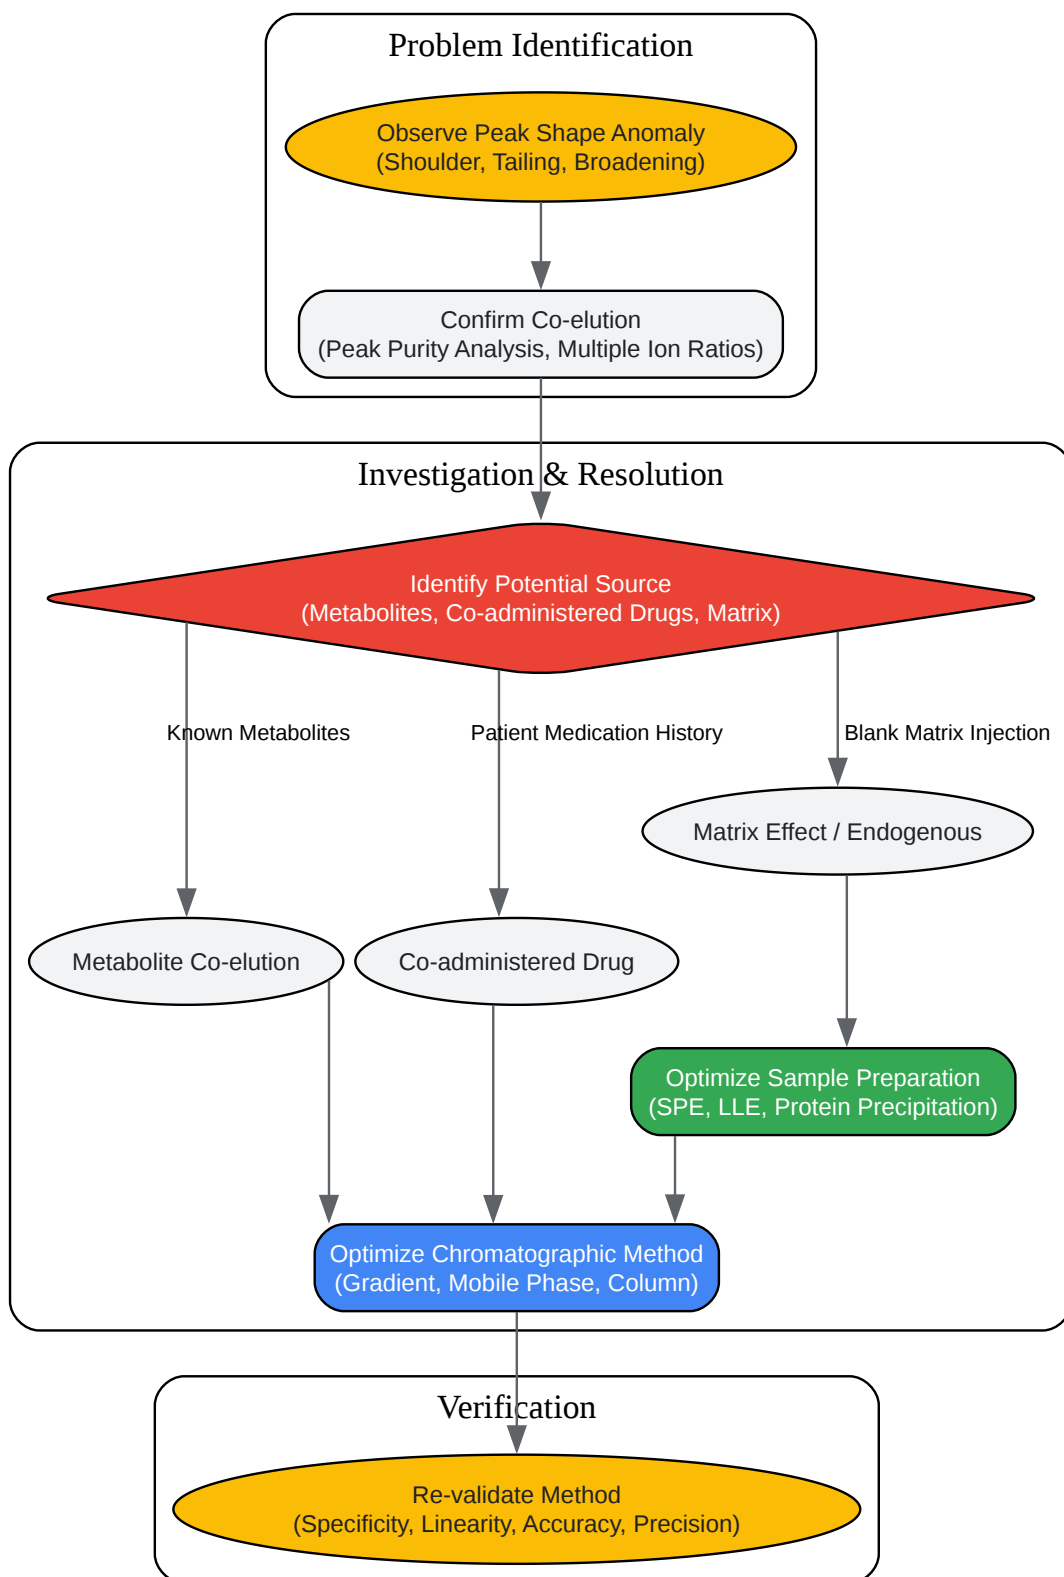 Problem Identification
Observe Peak Shape Anomaly
(Shoulder, Tailing, Broadening)
Confirm Co-elution
(Peak Purity Analysis, Multiple Ion Ratios)
Investigation & Resolution
Identify Potential Source
(Metabolites, Co-administered Drugs, Matrix)
Known Metabolites
Patient Medication History
Blank Matrix Injection
Matrix Effect / Endogenous
Metabolite Co-elution
Co-administered Drug
Optimize Sample Preparation
(SPE, LLE, Protein Precipitation)
Optimize Chromatographic Method
(Gradient, Mobile Phase, Column)
Verification
Re-validate Method
(Specificity, Linearity, Accuracy, Precision)